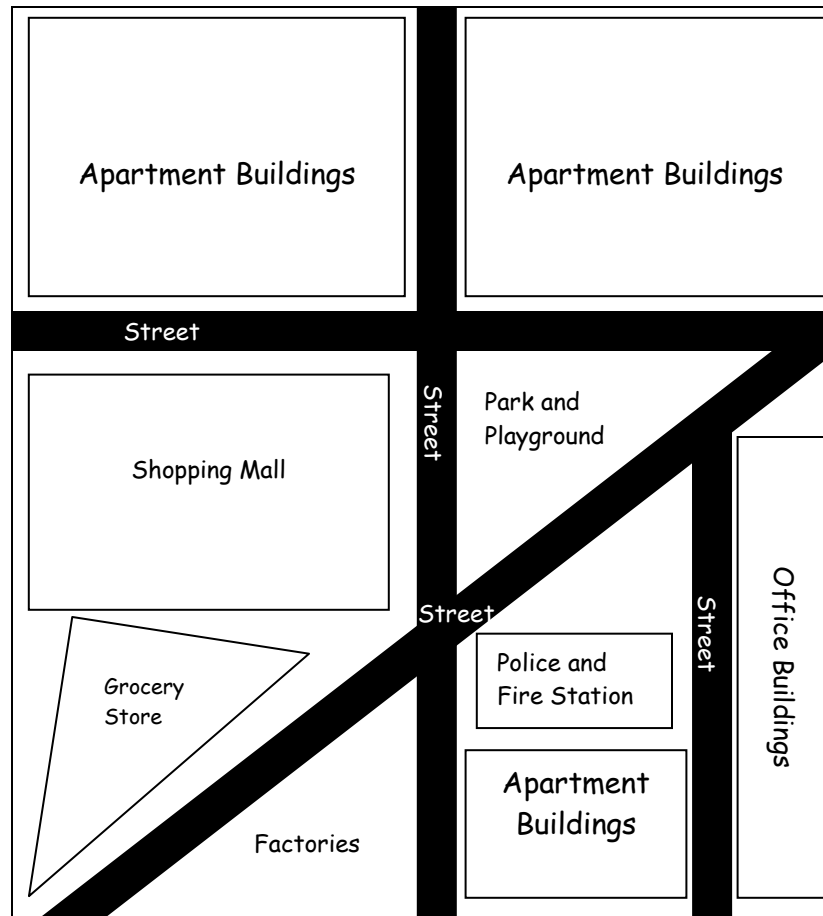 Apartment Buildings
Apartment Buildings
Street
Street
Park and
Playground
Shopping Mall
Street
Street
Office Buildings
Grocery
Store
Police and
Fire Station
Apartment
Buildings
Factories